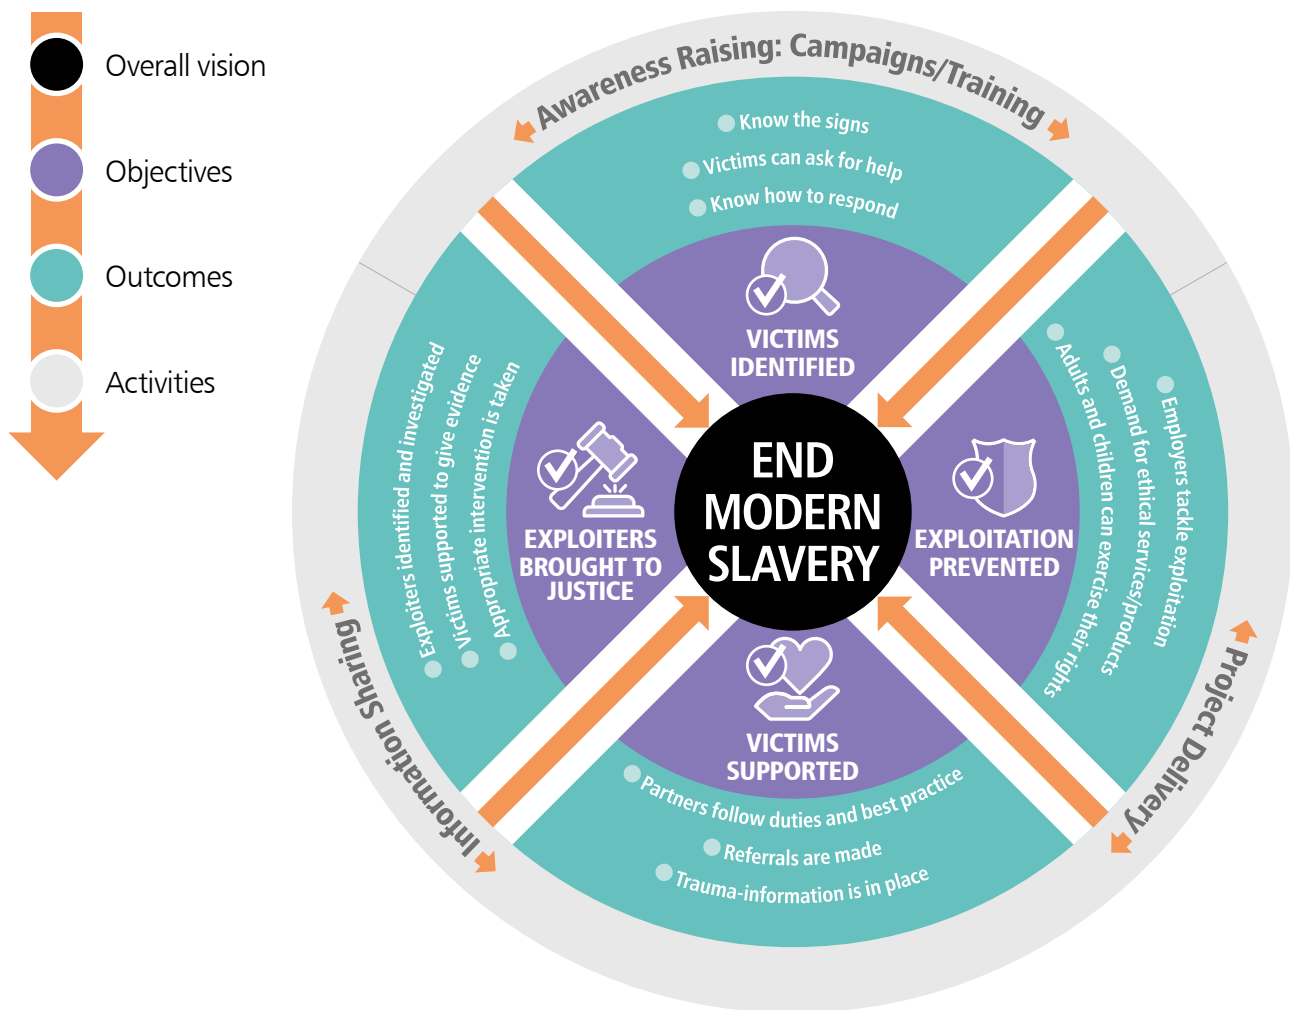 Overall vision
Objectives
Outcomes
Activities
Awareness Raising: Campaigns/Training
Know the signs
Victims can ask for help
Know how to respond
VICTIMS
IDENTIFIED
Employers tackle exploitation
Demand for ethical services/products
Adults and children can exercise their rights
EXPLOITATION
PREVENTED
Project Delivery
END
MODERN
SLAVERY
VICTIMS
SUPPORTED
Partners follow duties and best practice
Referrals are made
Trauma-information is in place
Exploiters identified and investigated
Victims supported to give evidence
Appropriate intervention is taken
EXPLOITERS
BROUGHT TO
JUSTICE
Information Sharing